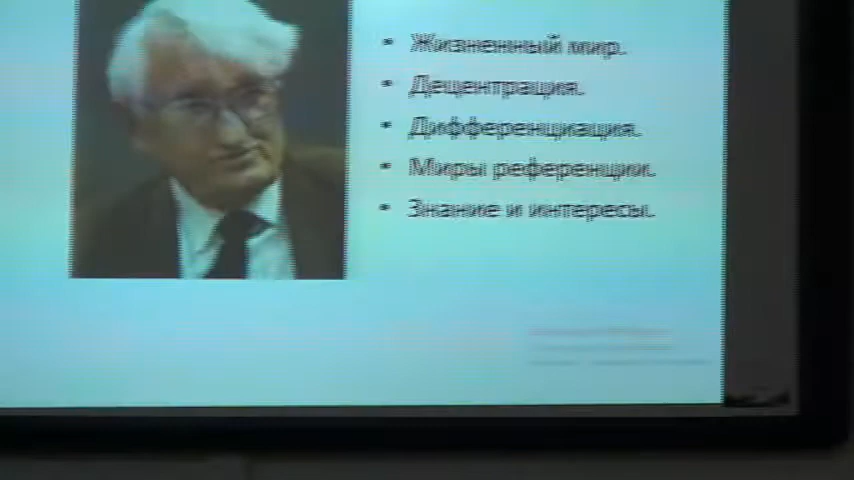 • Жизненный мир.
• Децентрация.
• Дифференциация.
• Миры референции.
• Знание и интересы.